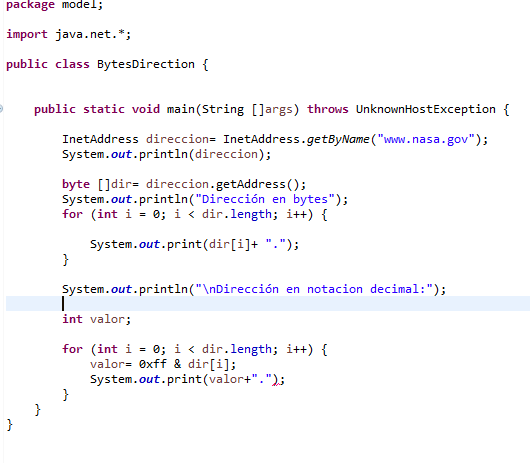 package model;
import java.net.*;
public class BytesDirection {
public static void main(String []args) throws UnknownHostException {
InetAddress direccion= InetAddress.getByName("www.nasa.gov");
System.out.println(direccion);
byte []dir= direccion.getAddress();
System.out.println("Dirección en bytes");
for (int i = 0; i < dir.length; i++) {
System.out.print(dir[i]+ ".");
}
System.out.println("\nDirección en notacion decimal:");
int valor;
for (int i = 0; i < dir.length; i++) {
valor= 0xff & dir[i];
System.out.print(valor+".");
}
}
}